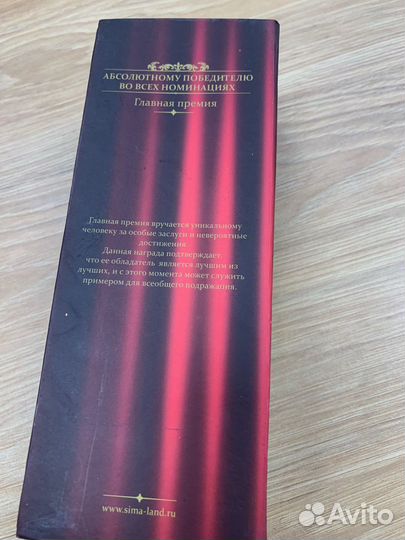 АБСОЛЮТНОМУ ПОБЕДИТЕЛЮ
ВО ВСЕХ НОМИНАЦИЯХ
Главная премия
Главная премия вручается уникальному
человеку за особые заслуги и невероятные
достижения
Данная награда подтверждает,
что ее обладатель является лучшим из
лучших, и с этого момента может служить
примером для всеобщего подражания.
www.sima-land.ru
Avito